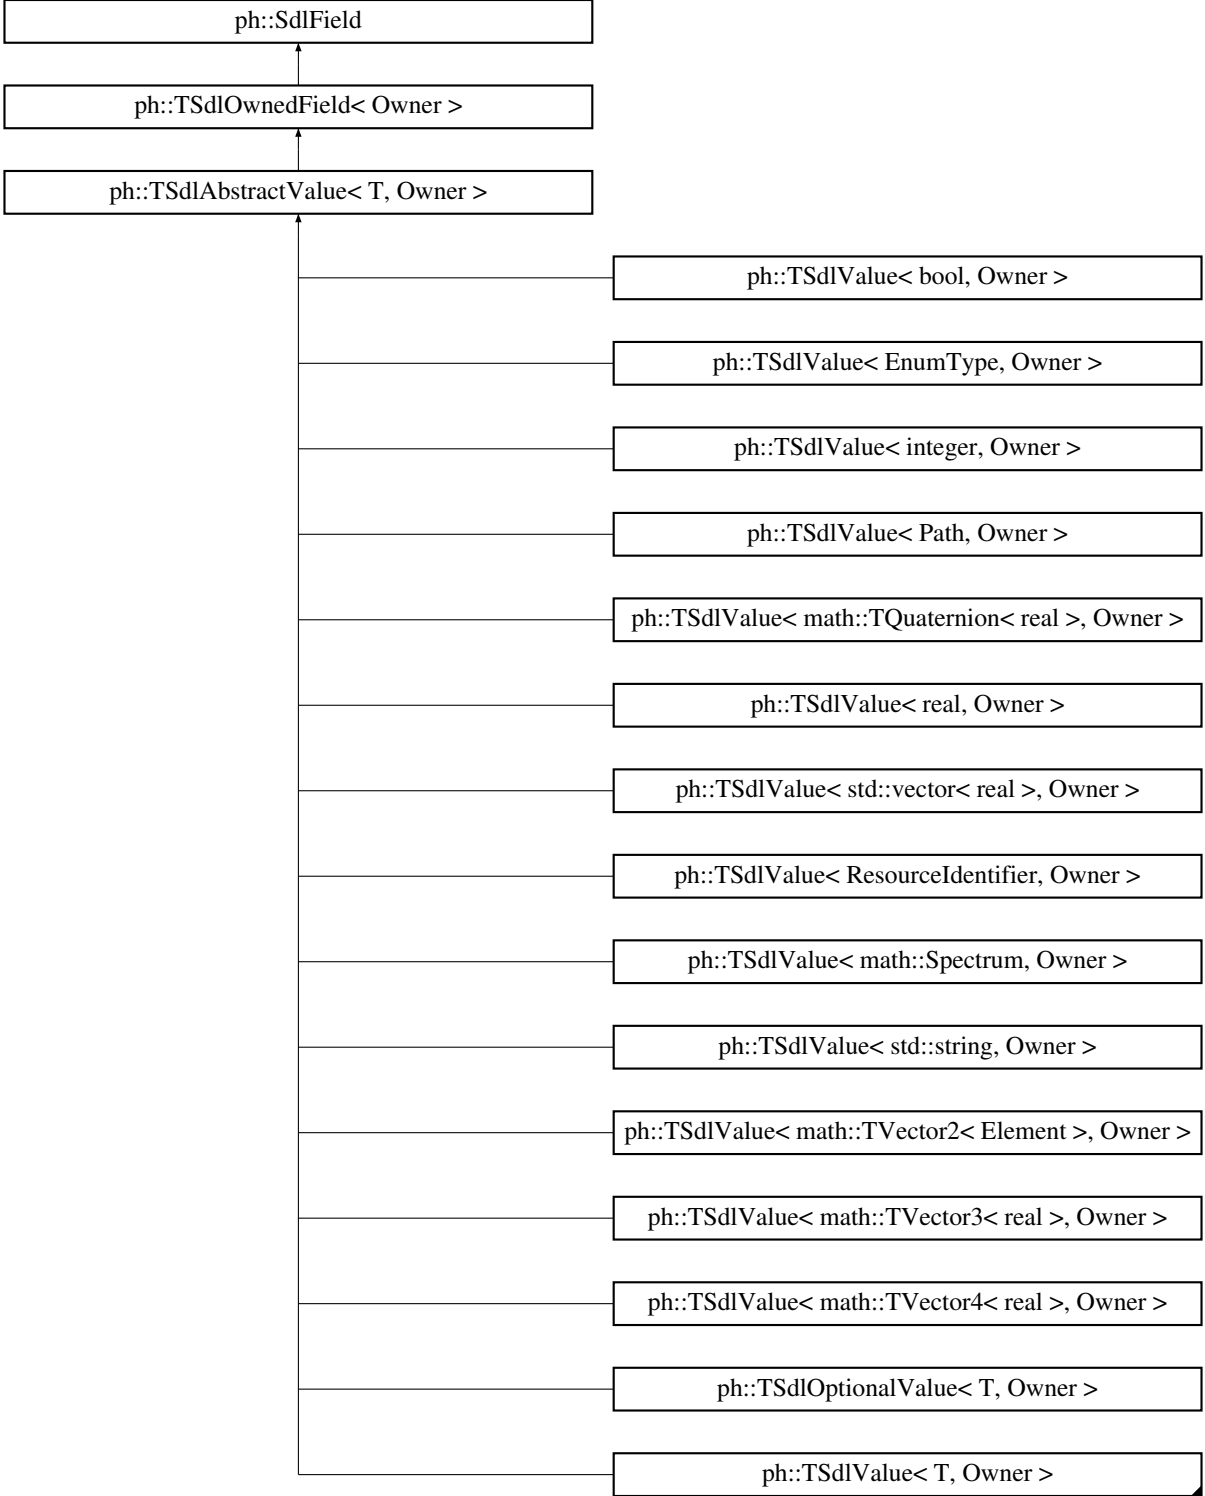 ph::SdlField
ph::TSdlOwnedField< Owner >
ph::TSdlAbstractValue< T, Owner >
ph::TSdlValue< bool, Owner >
ph::TSdlValue< EnumType, Owner >
ph::TSdlValue< integer, Owner >
ph::TSdlValue< Path, Owner >
ph::TSdlValue< math::TQuaternion< real >, Owner >
ph::TSdlValue< real, Owner >
ph::TSdlValue< std::vector< real >, Owner >
ph::TSdlValue< ResourceIdentifier, Owner >
ph::TSdlValue< math::Spectrum, Owner >
ph::TSdlValue< std::string, Owner >
ph::TSdlValue< math::TVector2< Element >, Owner >
ph::TSdlValue< math::TVector3< real >, Owner >
ph::TSdlValue< math::TVector4< real >, Owner >
ph::TSdlOptionalValue< T, Owner >
ph::TSdlValue< T, Owner >